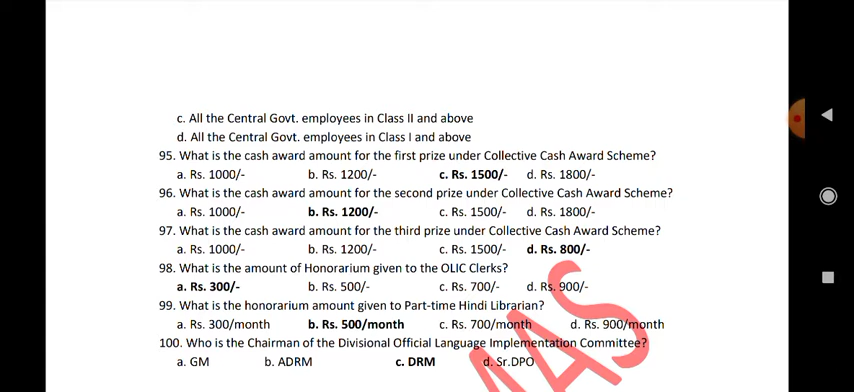 c. All the Central Govt. employees in Class II and above
d. All the Central Govt. employees in Class I and above
95. What is the cash award amount for the first prize under Collective Cash Award Scheme?
a. Rs. 1000/- b. Rs. 1200/- c. Rs. 1500/- d. Rs. 1800/-
96. What is the cash award amount for the second prize under Collective Cash Award Scheme?
a. Rs. 1000/- b. Rs. 1200/- c. Rs. 1500/- d. Rs. 1800/-
97. What is the cash award amount for the third prize under Collective Cash Award Scheme?
a. Rs. 1000/- b. Rs. 1200/- c. Rs. 1500/- d. Rs. 800/-
98. What is the amount of Honorarium given to the OLIC Clerks?
a. Rs. 300/- b. Rs. 500/- c. Rs. 700/- d. Rs. 900/-
99. What is the honorarium amount given to Part-time Hindi Librarian?
a. Rs. 300/month b. Rs. 500/month c. Rs. 700/month d. Rs. 900/month
100. Who is the Chairman of the Divisional Official Language Implementation Committee?
a. GM b. ADRM c. DRM d. Sr.DPO